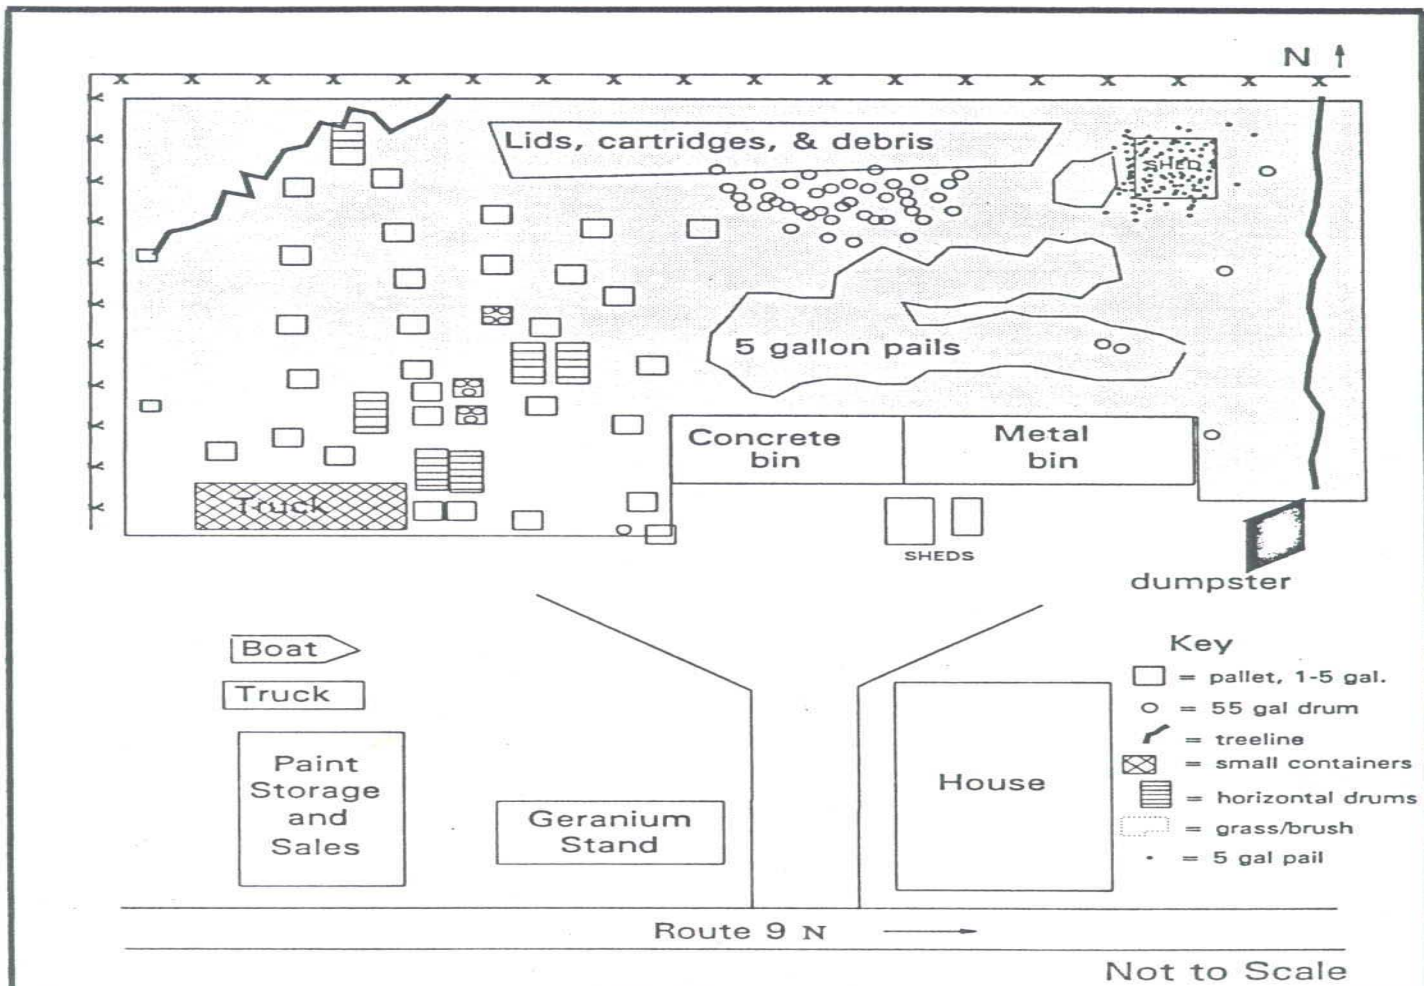 N ↑
Lids, cartridges, & debris
SHED
5 gallon pails
Concrete
bin
Metal
bin
Truck
SHEDS
dumpster
Boat
Truck
Paint
Storage
and
Sales
Geranium
Stand
House
Key
= pallet, 1-5 gal.
= 55 gal drum
= treeline
= small containers
= horizontal drums
= grass/brush
= 5 gal pail
Route 9 N
Not to Scale